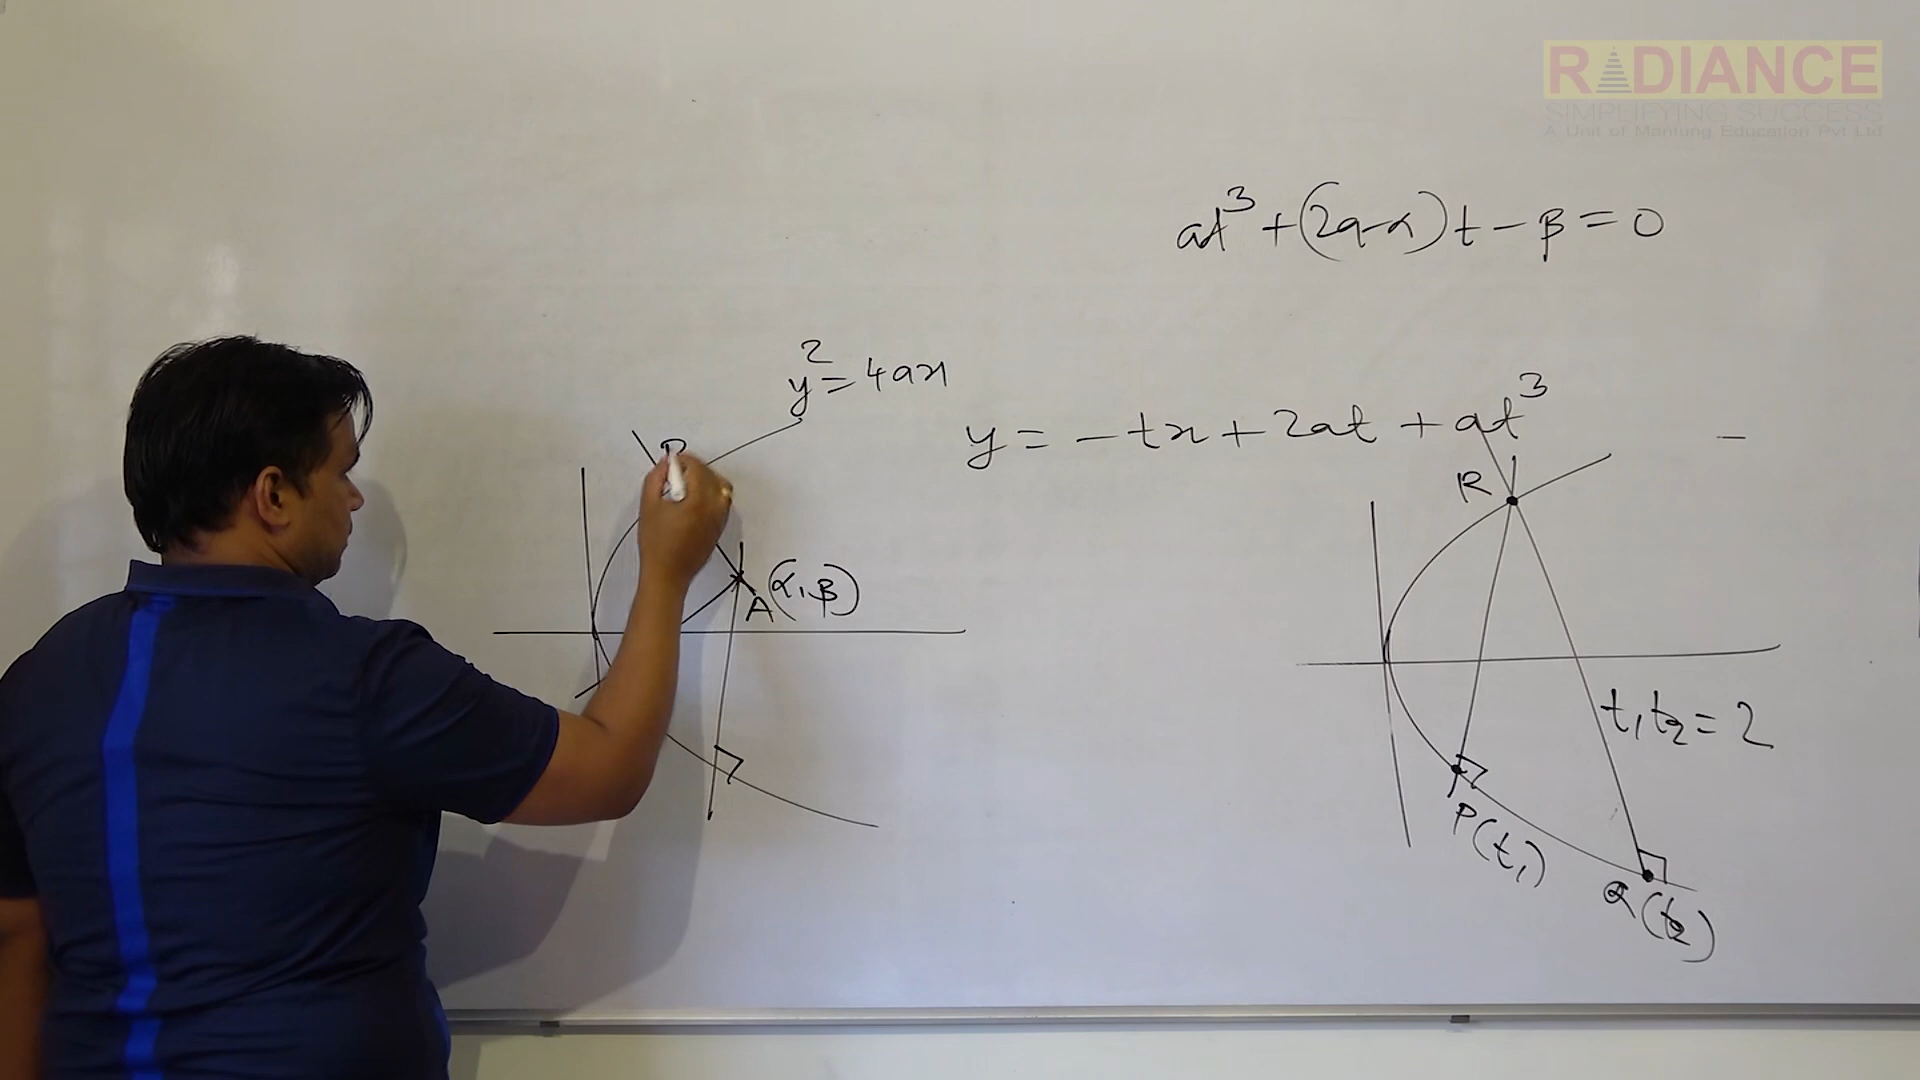 RADIANCE
SIMPLIFYING SUCCESS
A Unit of Mantung Education Pvt Ltd
at³ + (2a-α)t - β = 0
y² = 4ax
y = -tx + 2at + at³
P
R
A(α,β)
t₁t₂ = 2
P(t₁)
Q(t₂)